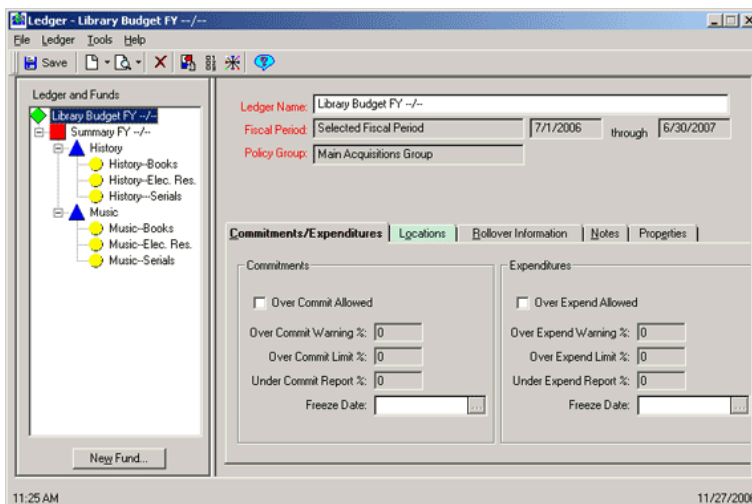 Ledger - Library Budget FY --/--
File Ledger Tools Help
Save
Ledger and Funds
Library Budget FY --/--
Summary FY --/--
History
History--Books
History--Elec. Res.
History---Serials
Music
Music--Books
Music--Elec. Res.
Music--Serials
New Fund...
Ledger Name: Library Budget FY --/--
Fiscal Period: Selected Fiscal Period 7/1/2006 through 6/30/2007
Policy Group: Main Acquisitions Group
Commitments/Expenditures Locations Rollover Information Notes Properties
Commitments
Over Commit Allowed
Over Commit Warning %: 0
Over Commit Limit %: 0
Under Commit Report %: 0
Freeze Date: ...
Expenditures
Over Expend Allowed
Over Expend Warning %: 0
Over Expend Limit %: 0
Under Expend Report %: 0
Freeze Date: ...
11:25 AM